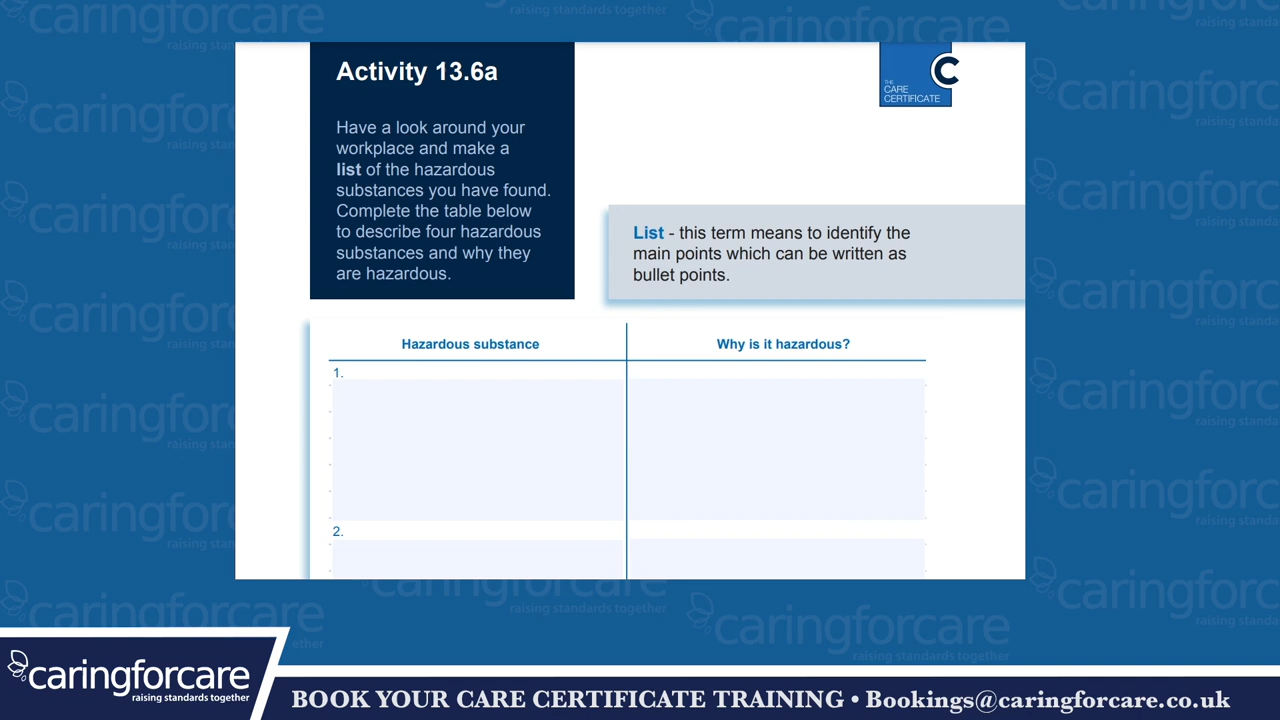 Activity 13.6a
THE
CARE
CERTIFICATE
C
Have a look around your
workplace and make a
list of the hazardous
substances you have found.
Complete the table below
to describe four hazardous
substances and why they
are hazardous.
List - this term means to identify the
main points which can be written as
bullet points.
Hazardous substance
Why is it hazardous?
1.
2.
caringforcare
raising standards together
BOOK YOUR CARE CERTIFICATE TRAINING • Bookings@caringforcare.co.uk